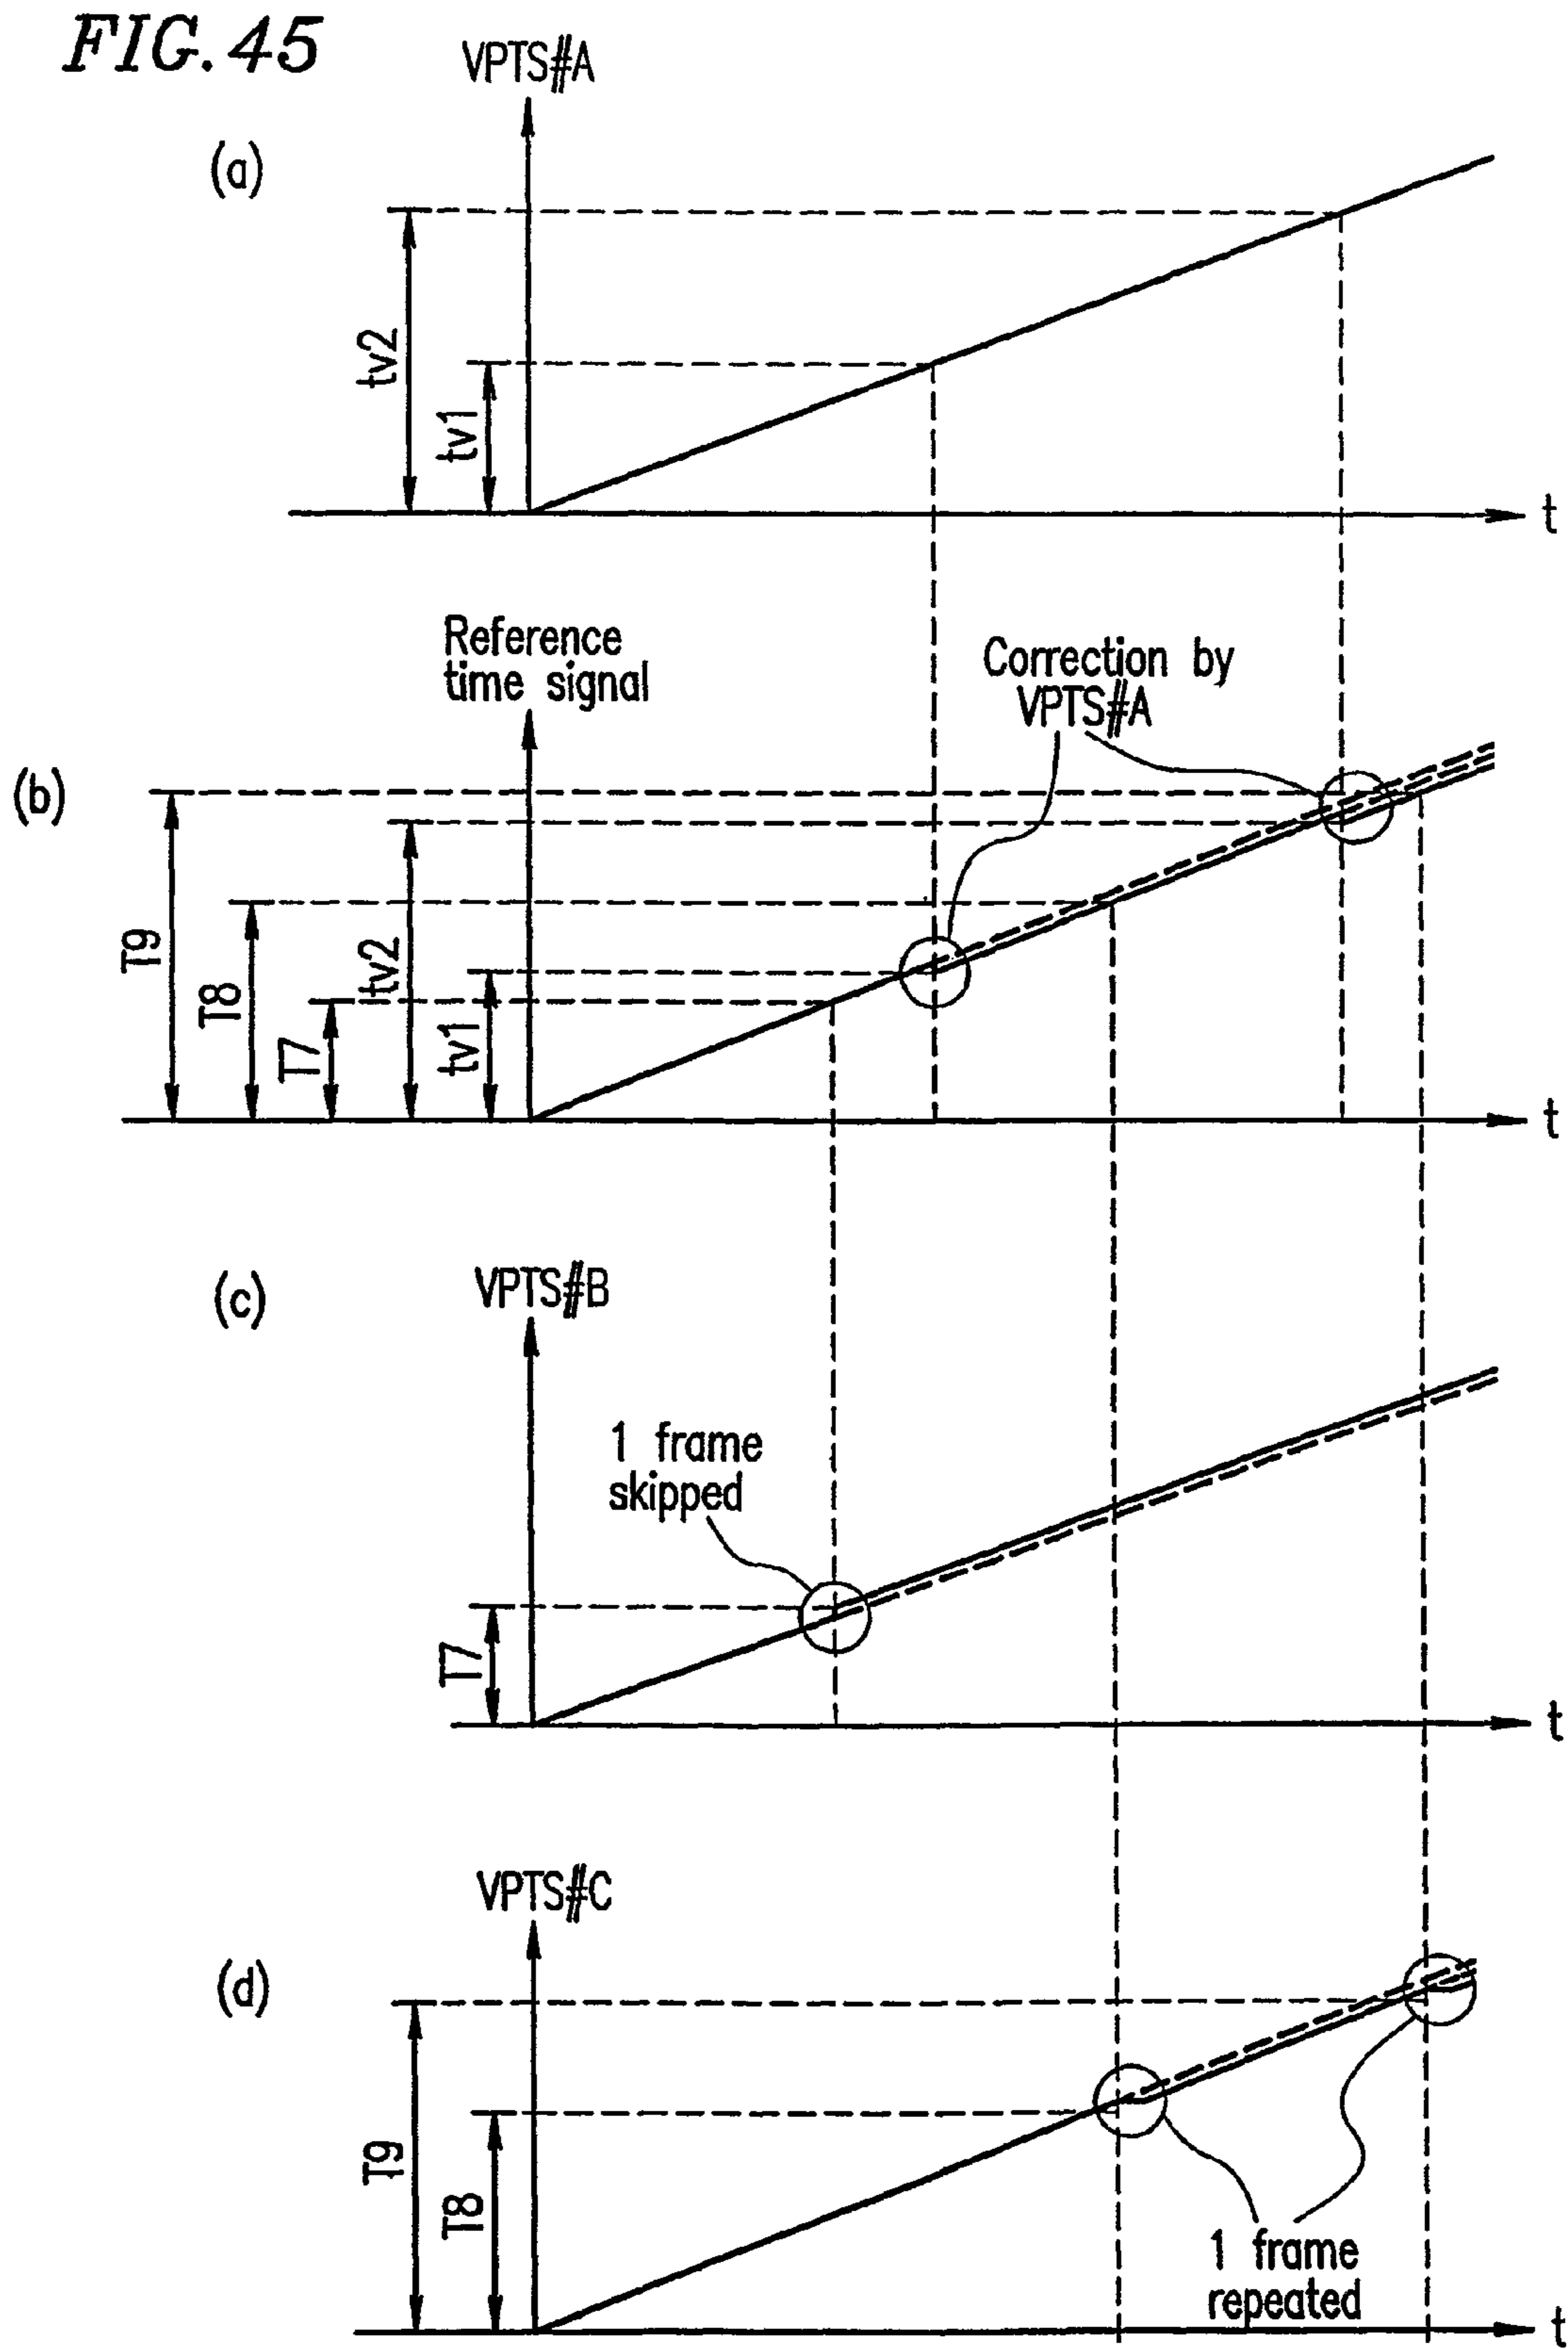 FIG. 45
VPTS#A
(a)
tv2
tv1
t
Reference
time signal
Correction by
VPTS#A
(b)
T9
T8
T7
tv2
tv1
t
(c)
VPTS#B
1 frame
skipped
T7
t
VPTS#C
(d)
T9
T8
1 frame
repeated
t